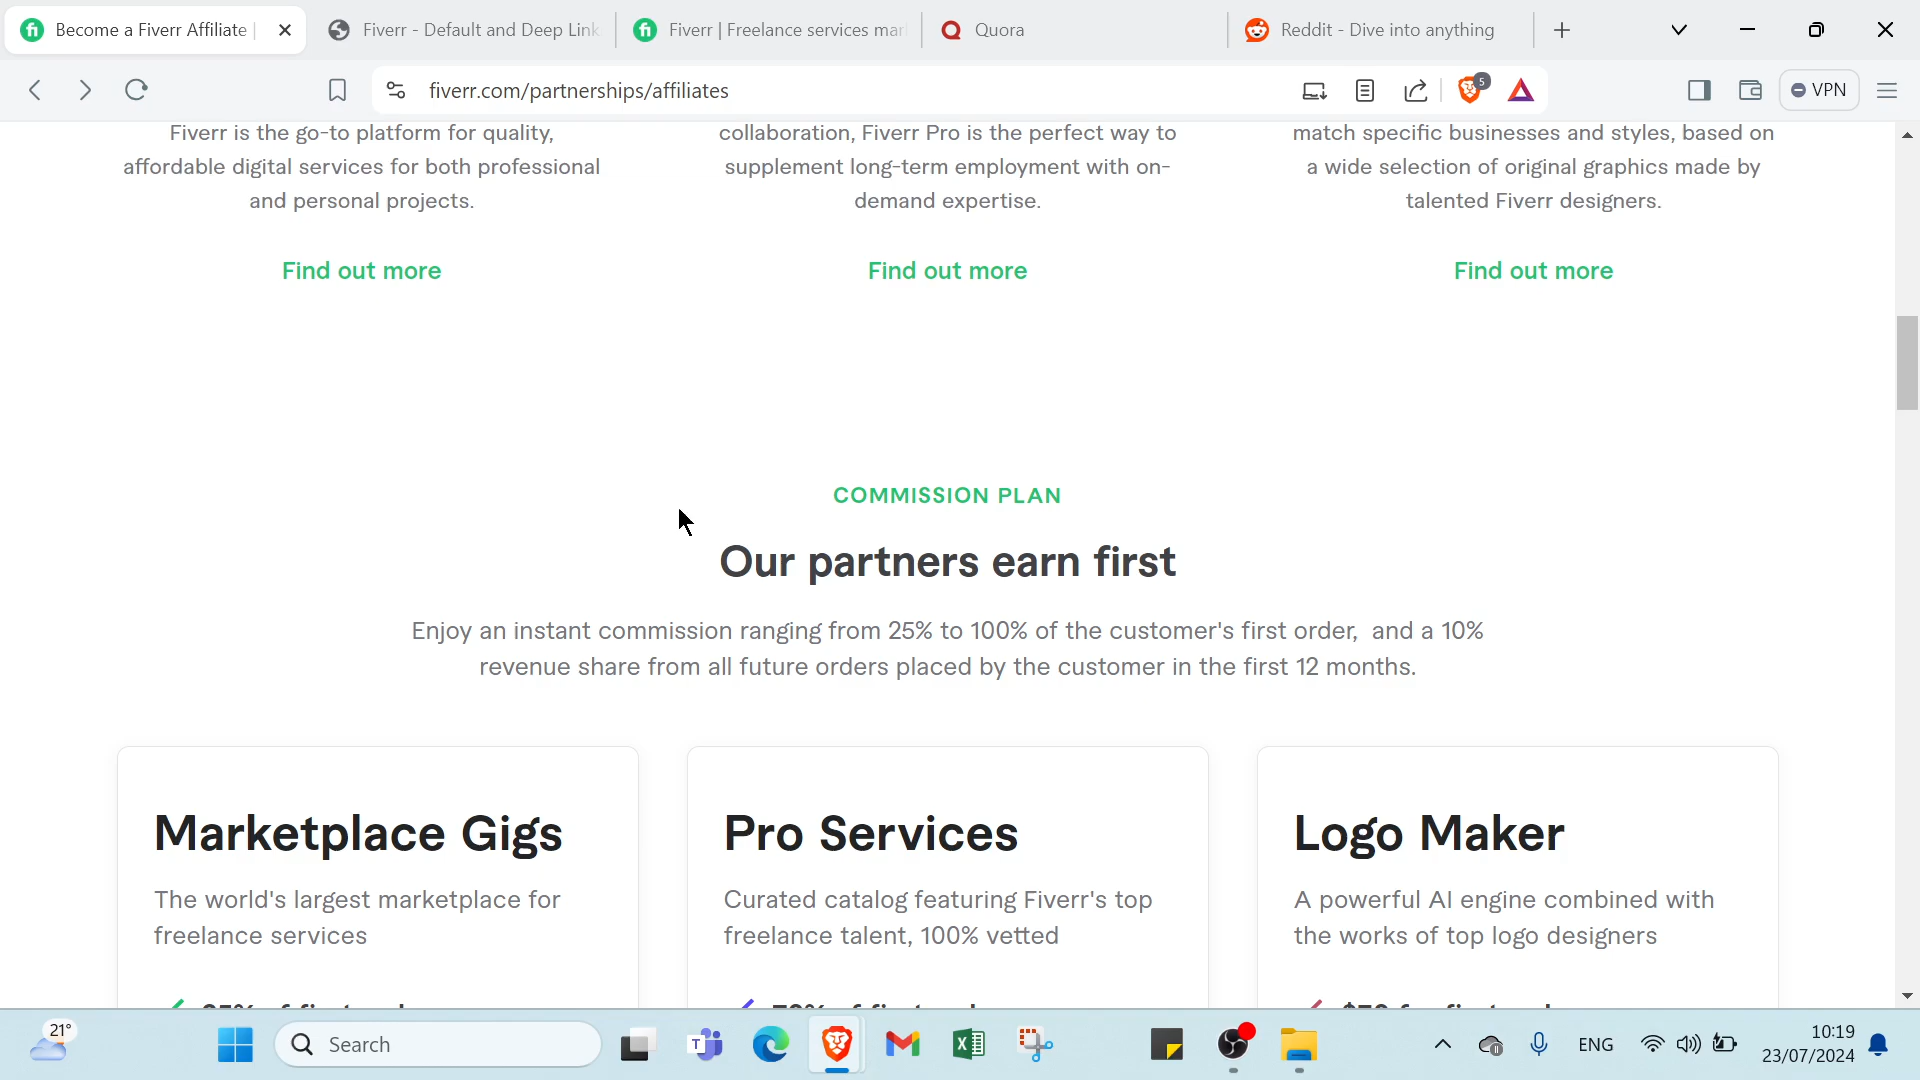 Become a Fiverr Affiliate
Fiverr - Default and Deep Link
Fiverr | Freelance services mar
Quora
Reddit - Dive into anything
fiverr.com/partnerships/affiliates
5
VPN
Fiverr is the go-to platform for quality,
affordable digital services for both professional
and personal projects.
Find out more
collaboration, Fiverr Pro is the perfect way to
supplement long-term employment with on-
demand expertise.
Find out more
match specific businesses and styles, based on
a wide selection of original graphics made by
talented Fiverr designers.
Find out more
COMMISSION PLAN
Our partners earn first
Enjoy an instant commission ranging from 25% to 100% of the customer's first order, and a 10%
revenue share from all future orders placed by the customer in the first 12 months.
Marketplace Gigs
The world's largest marketplace for
freelance services
Pro Services
Curated catalog featuring Fiverr's top
freelance talent, 100% vetted
Logo Maker
A powerful AI engine combined with
the works of top logo designers
21°
Search
ENG
10:19
23/07/2024